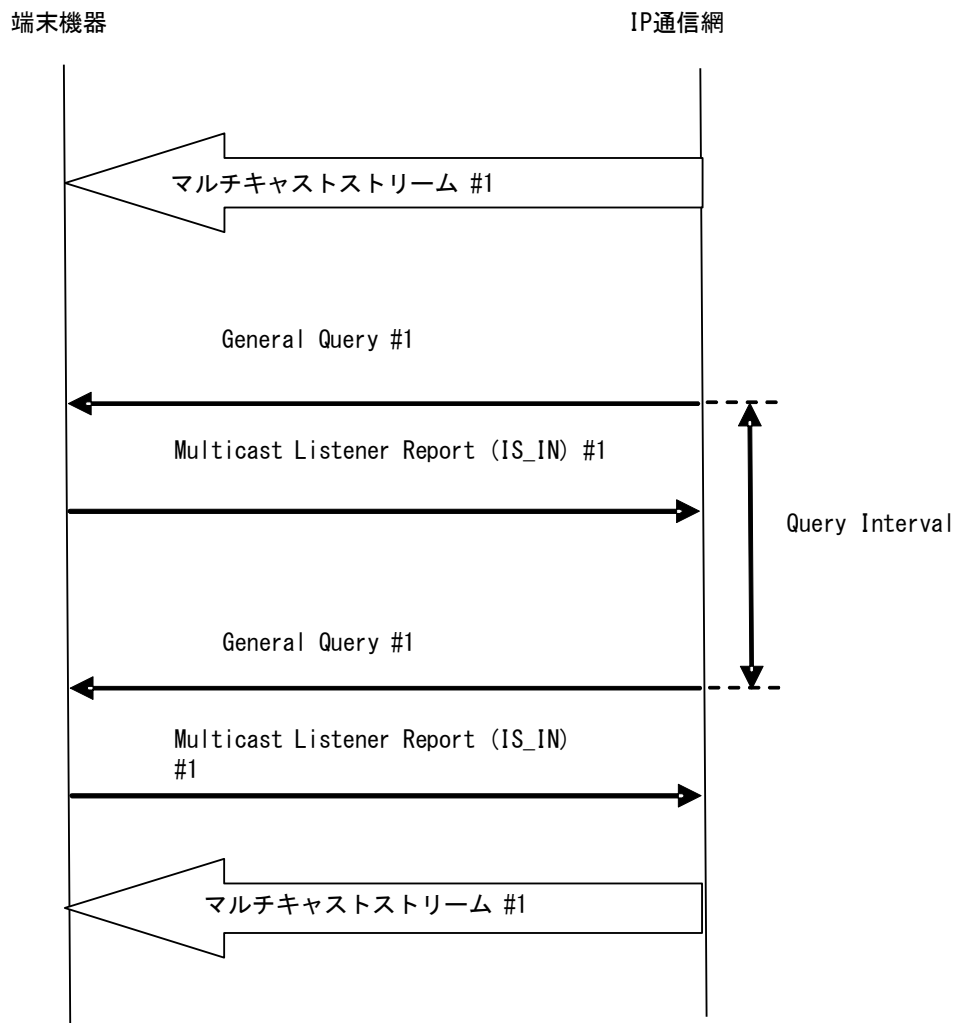 端末機器
IP通信網
マルチキャストストリーム #1
General Query #1
Multicast Listener Report (IS_IN) #1
Query Interval
General Query #1
Multicast Listener Report (IS_IN)
#1
マルチキャストストリーム #1